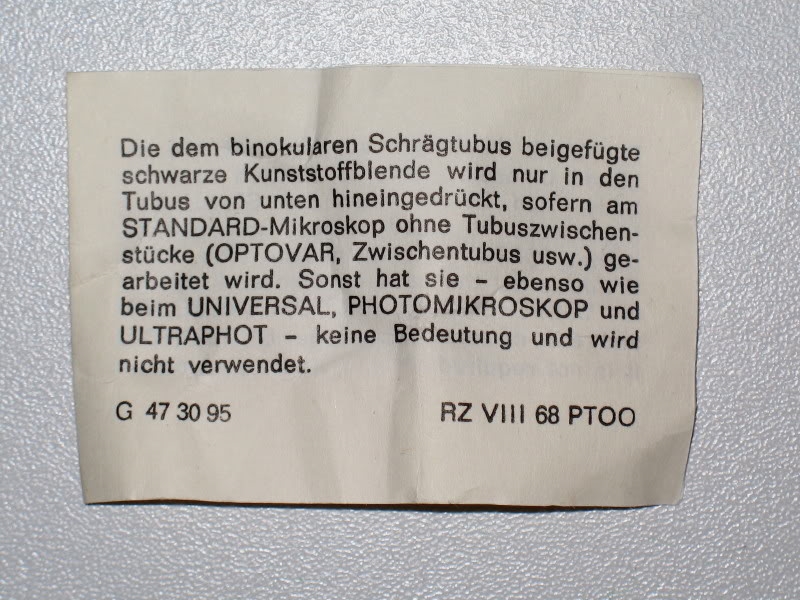 Die dem binokularen Schrägtubus beigefügte
schwarze Kunststoffblende wird nur in den
Tubus von unten hineingedrückt, sofern am
STANDARD-Mikroskop ohne Tubuszwischen-
stücke (OPTOVAR, Zwischentubus usw.) ge-
arbeitet wird. Sonst hat sie – ebenso wie
beim UNIVERSAL, PHOTOMIKROSKOP und
ULTRAPHOT – keine Bedeutung und wird
nicht verwendet.
G 47 30 95 RZ VIII 68 PTOO